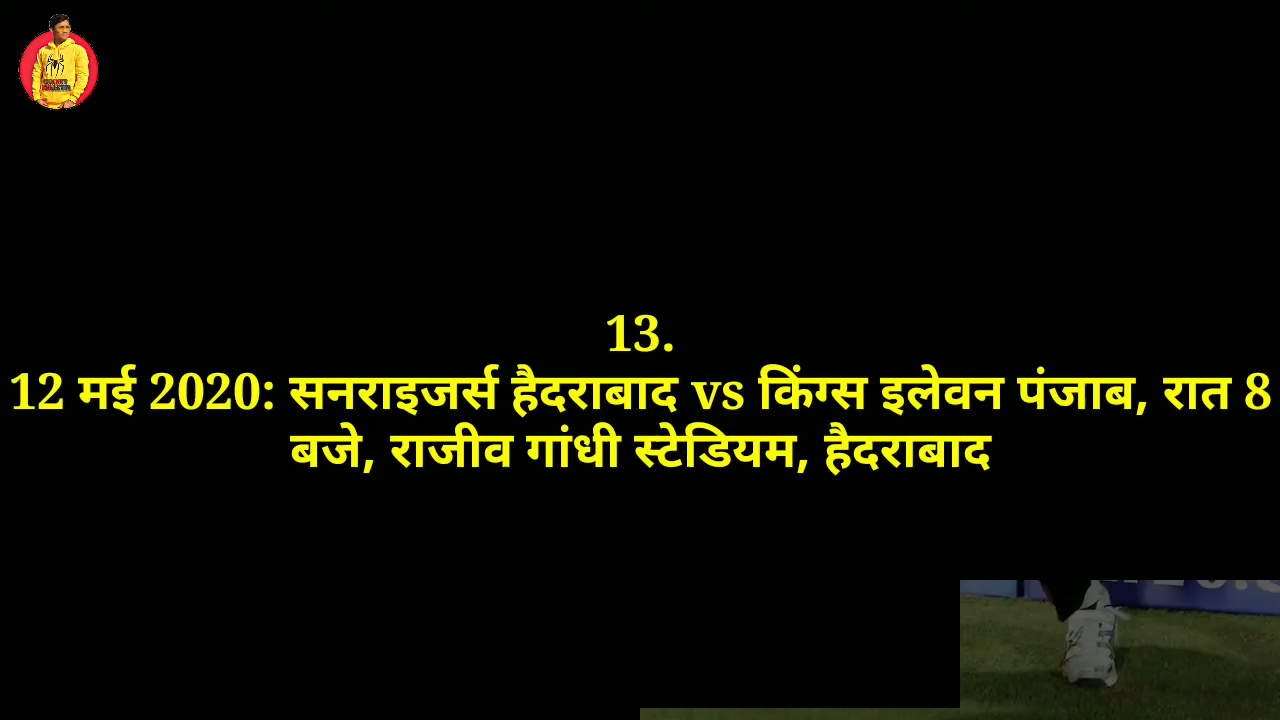 13.
12 मई 2020: सनराइजर्स हैदराबाद vs किंग्स इलेवन पंजाब, रात 8
बजे, राजीव गांधी स्टेडियम, हैदराबाद